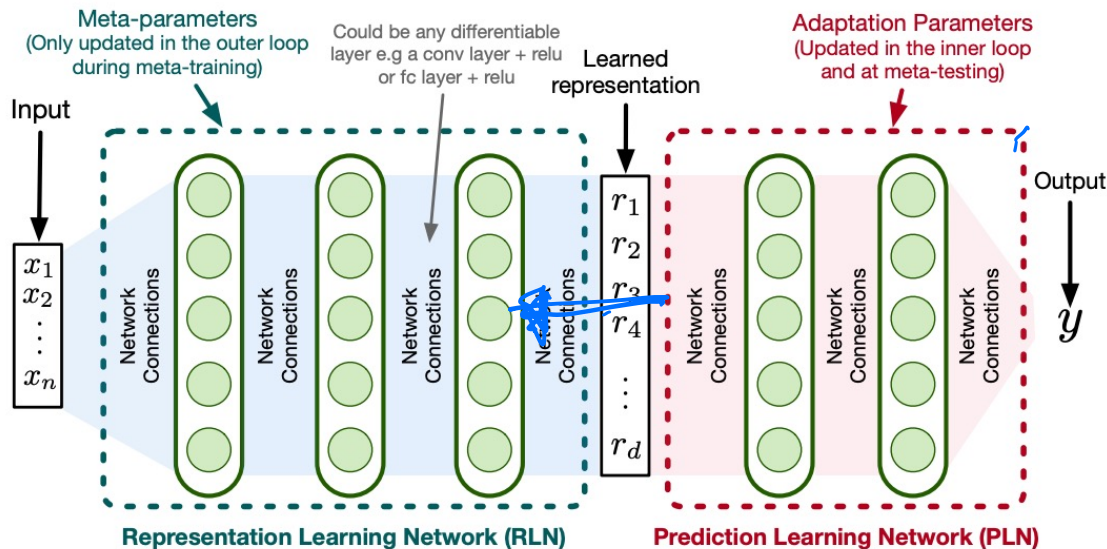 Meta-parameters
(Only updated in the outer loop
during meta-training)
Could be any differentiable
layer e.g a conv layer + relu
or fc layer + relu
Learned
representation
Adaptation Parameters
(Updated in the inner loop
and at meta-testing)
Input
Output
x₁
x₂
⋮
xₙ
Network
Connections
Network
Connections
Network
Connections
Network
Connections
r₁
r₂
r₃
r₄
⋮
r_d
Network
Connections
Network
Connections
Network
Connections
y
Representation Learning Network (RLN)
Prediction Learning Network (PLN)